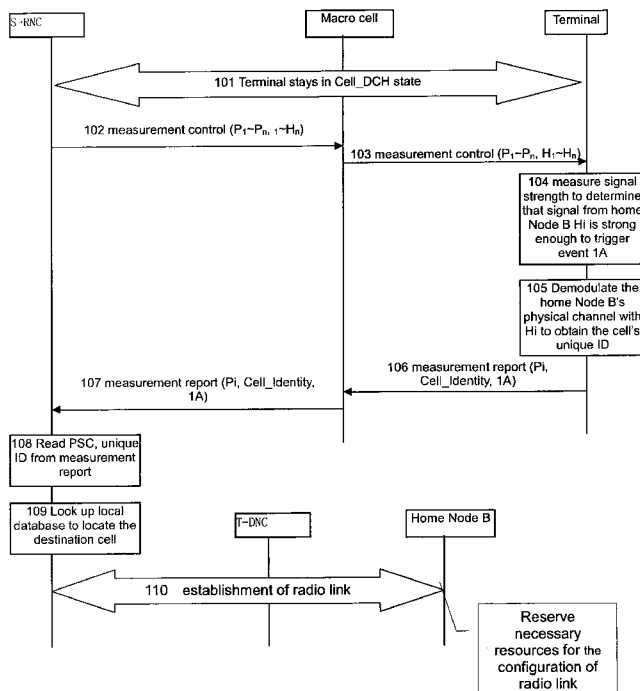 S-RNC
Macro cell
Terminal
101 Terminal stays in Cell_DCH state
102 measurement control (P1~Pn, 1~Hn)
103 measurement control (P1~Pn, H1~Hn)
104 measure signal
strength to determine
that signal from home
Node B Hi is strong
enough to trigger
event 1A
105 Demodulate the
home Node B's
physical channel with
Hi to obtain the cell's
unique ID
106 measurement report (Pi,
Cell_Identity,
1A)
107 measurement report (Pi, Cell_Identity,
1A)
108 Read PSC, unique
ID from measurement
report
109 Look up local
database to locate the
destination cell
T-DNC
Home Node B
110 establishment of radio link
Reserve
necessary
resources for the
configuration of
radio link